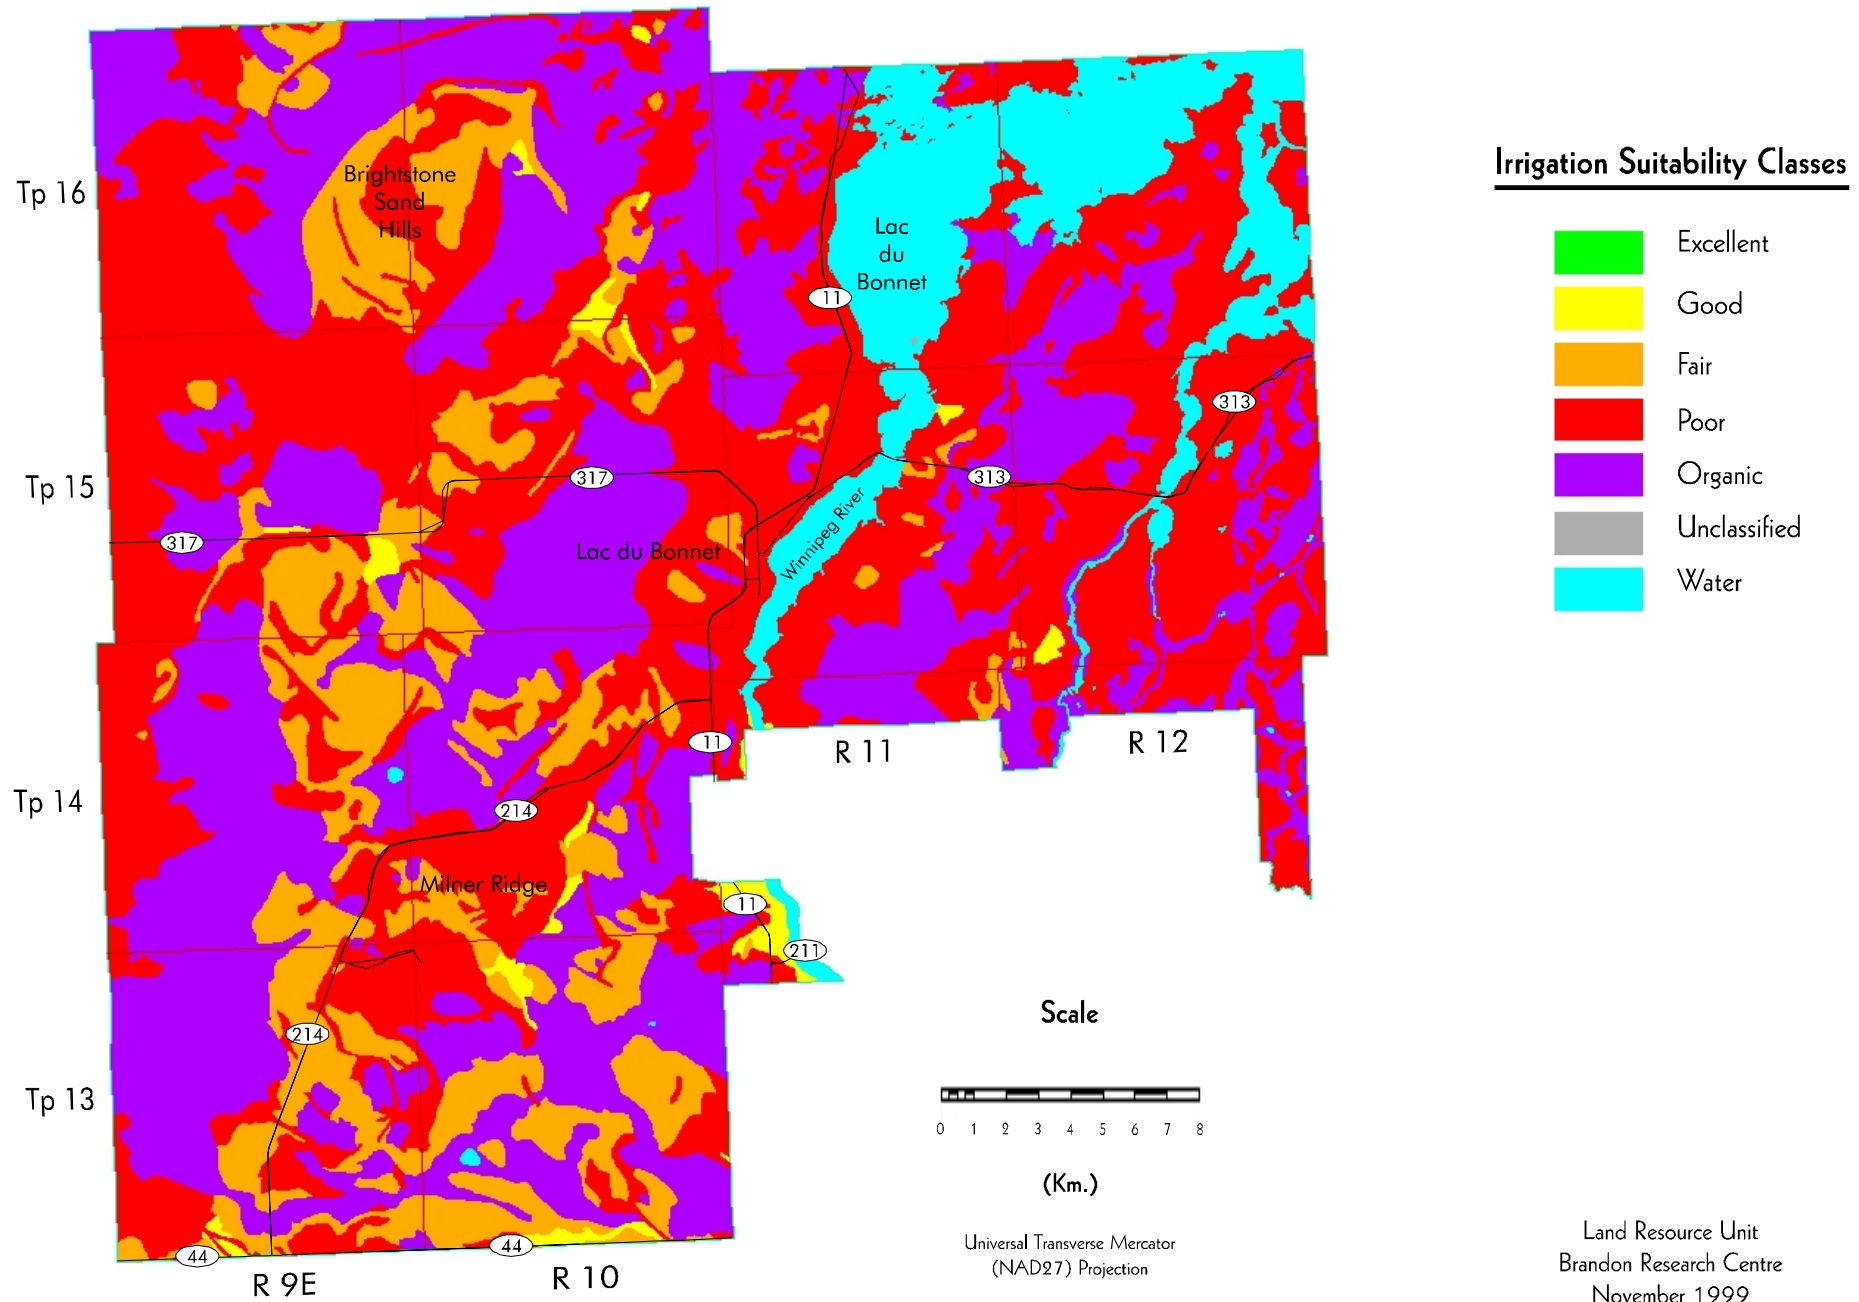 Irrigation Suitability Classes
Excellent
Good
Fair
Poor
Organic
Unclassified
Water
Tp 16
Tp 15
Tp 14
Tp 13
Brightstone
Sand
Hills
Lac
du
Bonnet
11
313
313
317
317
Lac du Bonnet
Winnipeg River
11
R 11
R 12
214
Milner Ridge
11
211
214
44
44
R 9E
R 10
Scale
0 1 2 3 4 5 6 7 8
(Km.)
Universal Transverse Mercator
(NAD27) Projection
Land Resource Unit
Brandon Research Centre
November 1999